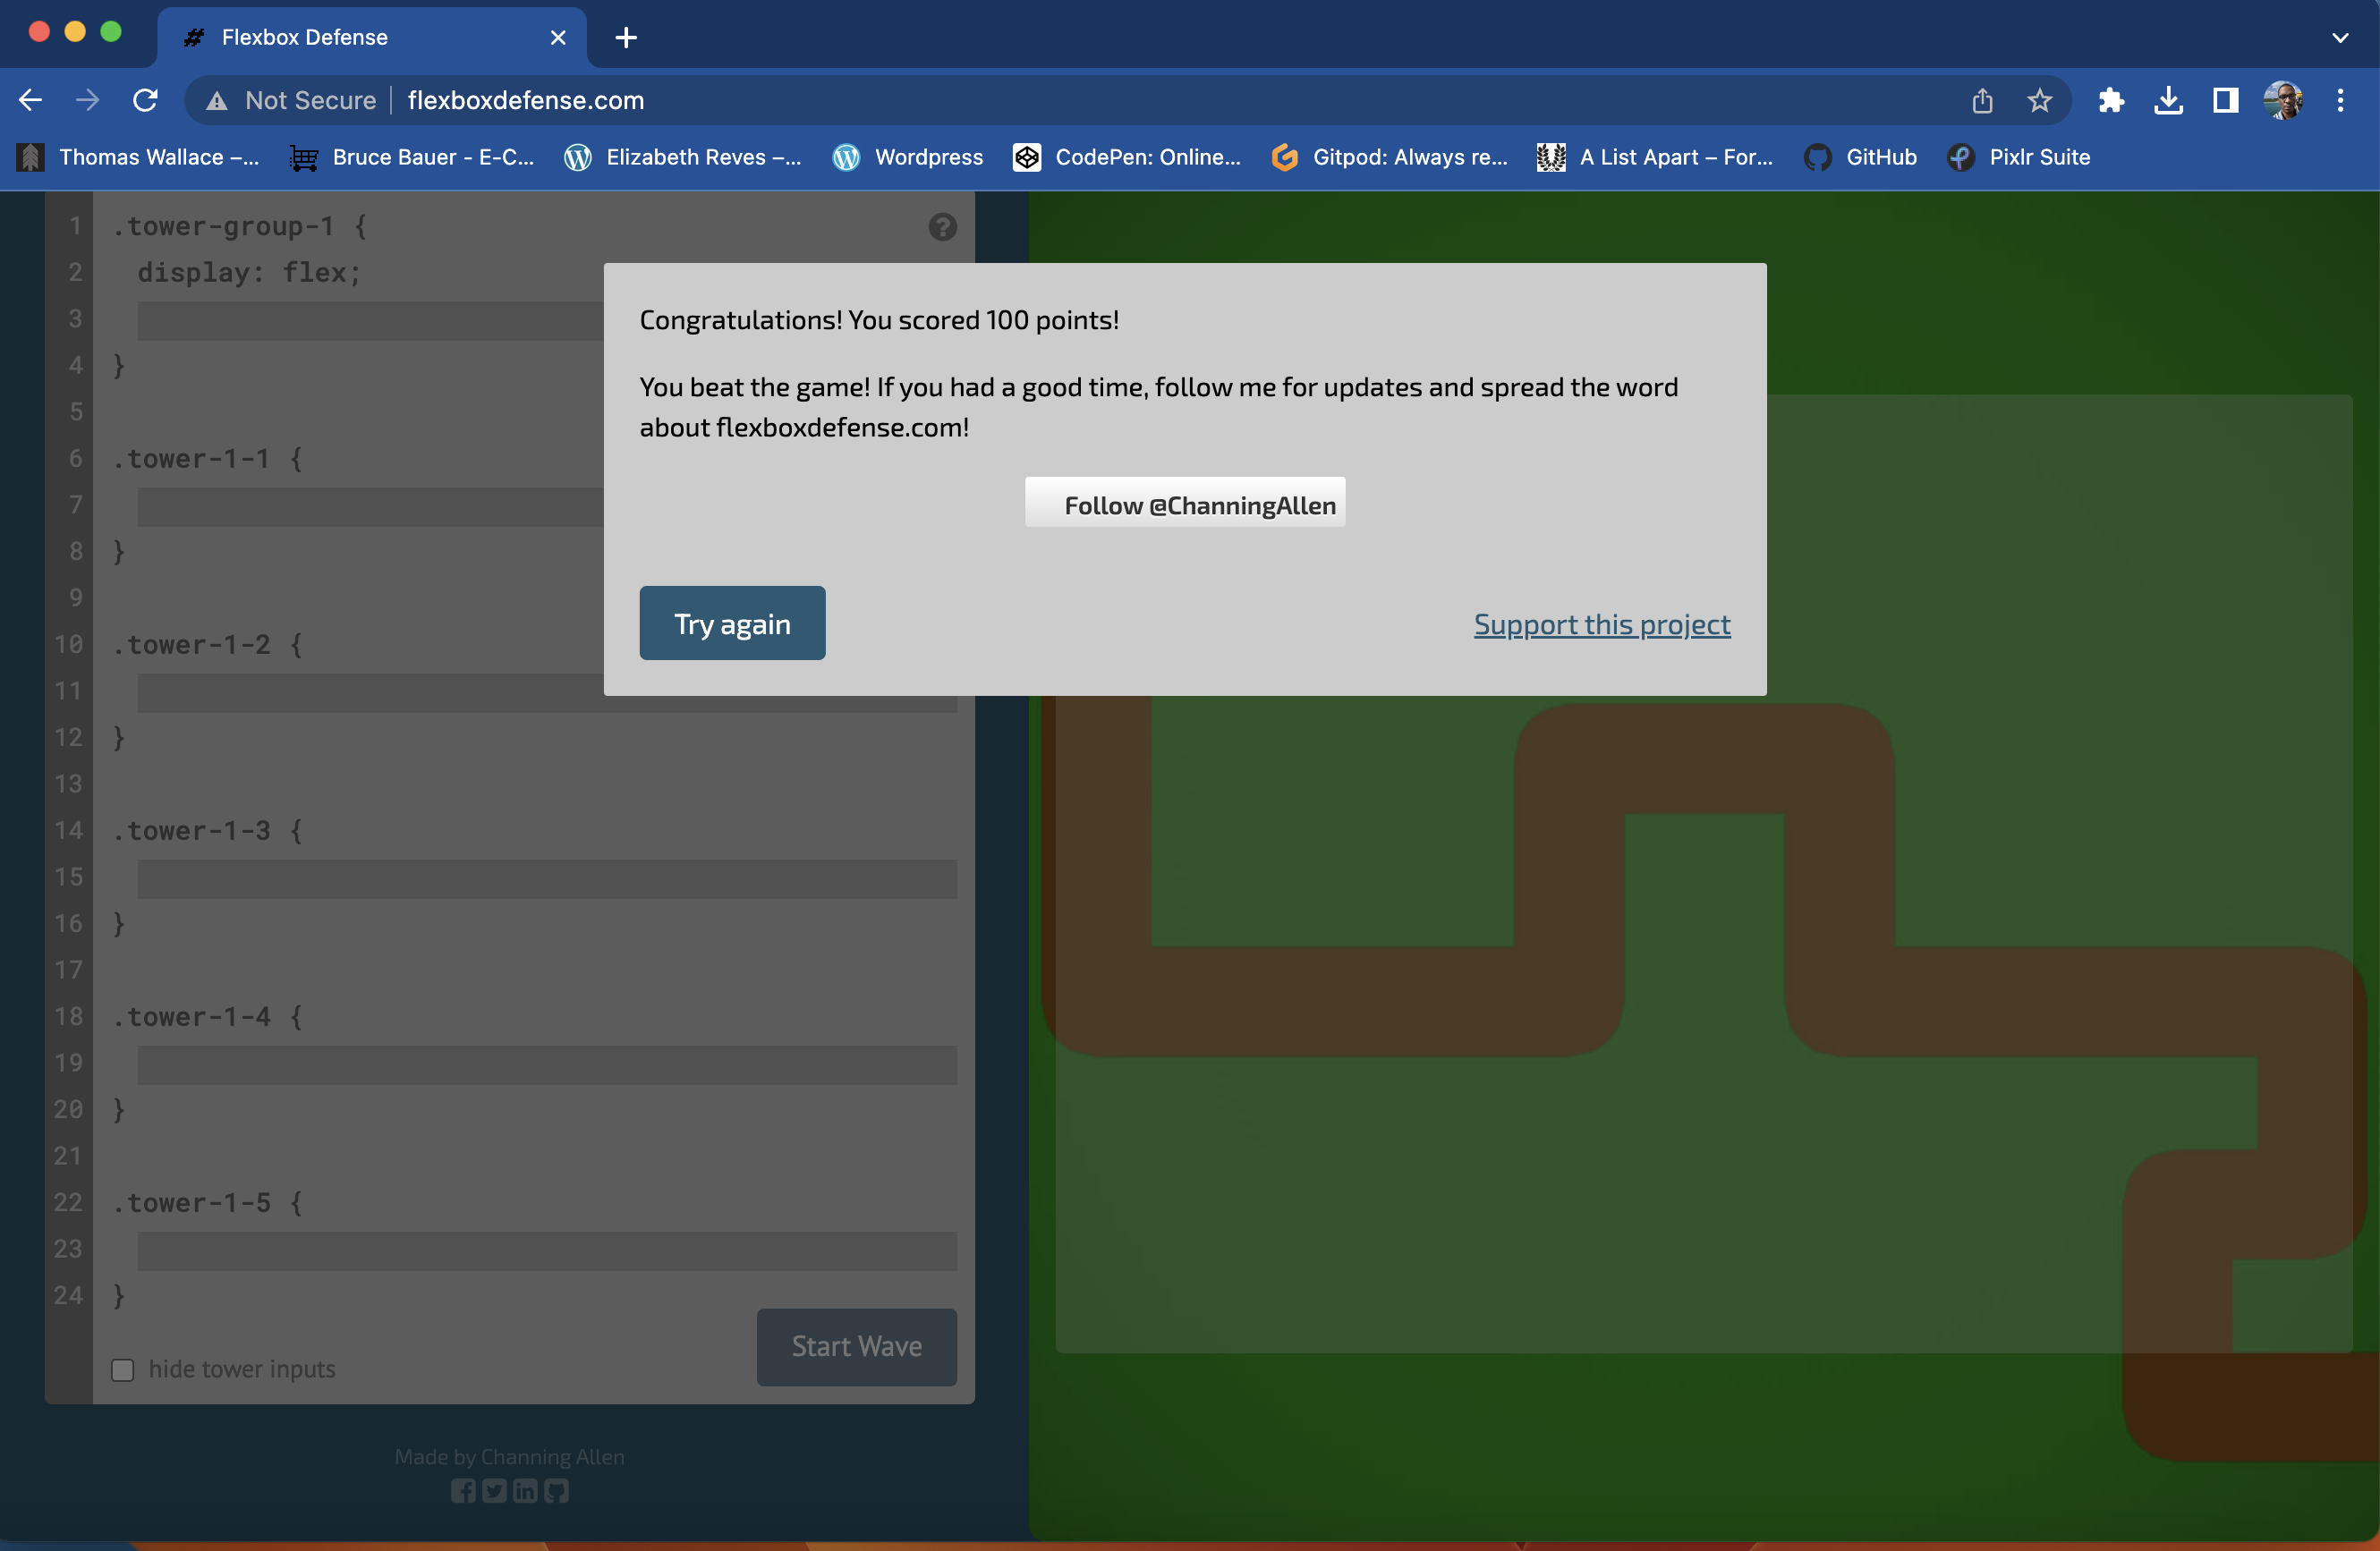 Flexbox Defense
Not Secure flexboxdefense.com
Thomas Wallace –... Bruce Bauer - E-C... Elizabeth Reves –... Wordpress CodePen: Online... Gitpod: Always re... A List Apart – For... GitHub Pixlr Suite
1 .tower-group-1 {
2 display: flex;
3
4 }
5
6 .tower-1-1 {
7
8 }
9
10 .tower-1-2 {
11
12 }
13
14 .tower-1-3 {
15
16 }
17
18 .tower-1-4 {
19
20 }
21
22 .tower-1-5 {
23
24 }
hide tower inputs
Start Wave
Made by Channing Allen
Congratulations! You scored 100 points!
You beat the game! If you had a good time, follow me for updates and spread the word
about flexboxdefense.com!
Follow @ChanningAllen
Try again
Support this project